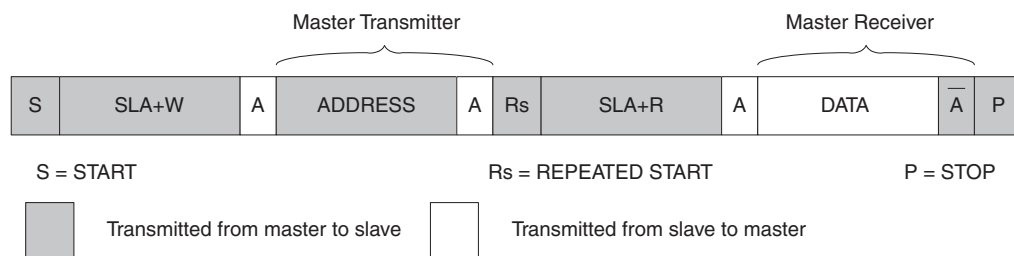 Master Transmitter Master Receiver
S SLA+W A ADDRESS A Rs SLA+R A DATA A̅ P
S = START Rs = REPEATED START P = STOP
Transmitted from master to slave Transmitted from slave to master